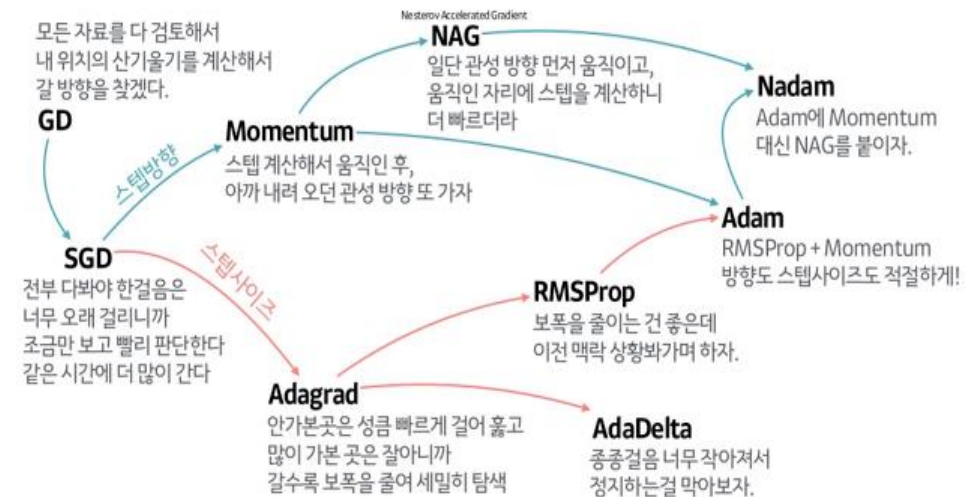 모든 자료를 다 검토해서
내 위치의 산기울기를 계산해서
갈 방향을 찾겠다.
GD
스텝방향
Nesterov Accelerated Gradient
NAG
일단 관성 방향 먼저 움직이고,
움직인 자리에 스텝을 계산하니
더 빠르더라
Momentum
스텝 계산해서 움직인 후,
아까 내려 오던 관성 방향 또 가자
Nadam
Adam에 Momentum
대신 NAG를 붙이자.
Adam
RMSProp + Momentum
방향도 스텝사이즈도 적절하게!
SGD
전부 다봐야 한걸음은
너무 오래 걸리니까
조금만 보고 빨리 판단한다
같은 시간에 더 많이 간다
스텝사이즈
RMSProp
보폭을 줄이는 건 좋은데
이전 맥락 상황봐가며 하자.
Adagrad
안가본곳은 성큼 빠르게 걸어 훓고
많이 가본 곳은 잘아니까
갈수록 보폭을 줄여 세밀히 탐색
AdaDelta
종종걸음 너무 작아져서
정지하는걸 막아보자.